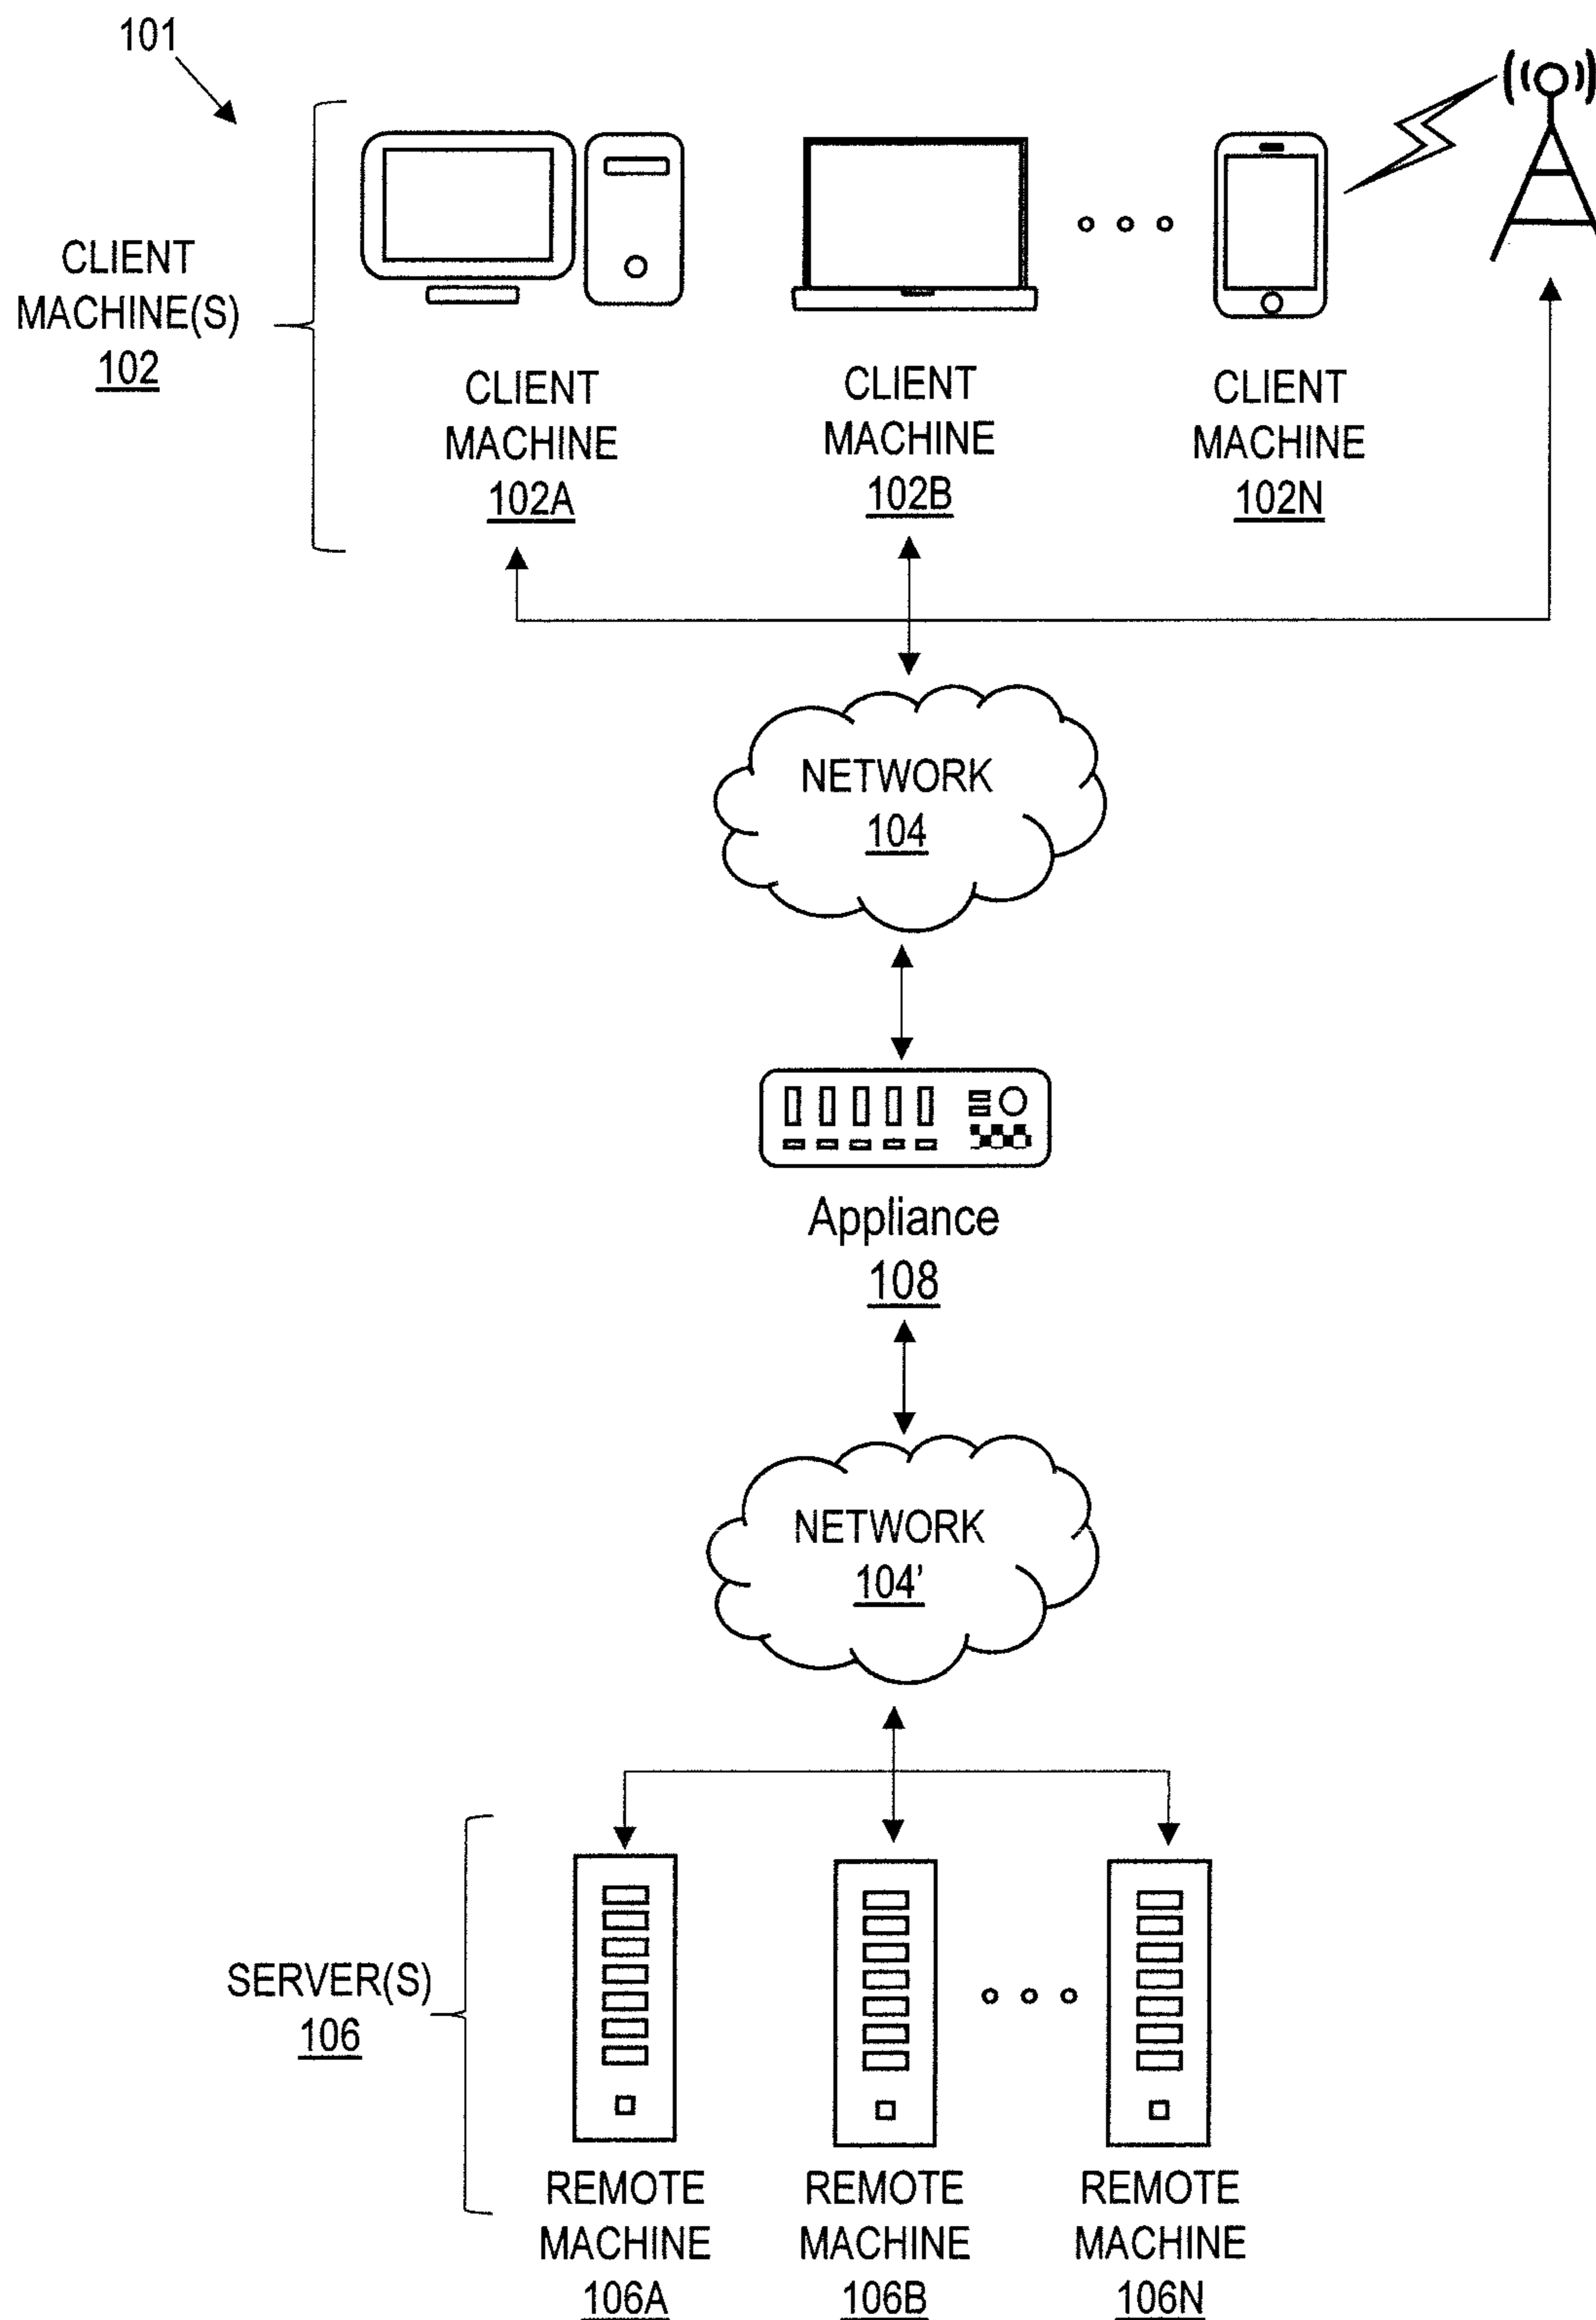 101
CLIENT
MACHINE(S)
102
CLIENT
MACHINE
102A
CLIENT
MACHINE
102B
CLIENT
MACHINE
102N
NETWORK
104
Appliance
108
NETWORK
104'
SERVER(S)
106
REMOTE
MACHINE
106A
REMOTE
MACHINE
106B
REMOTE
MACHINE
106N